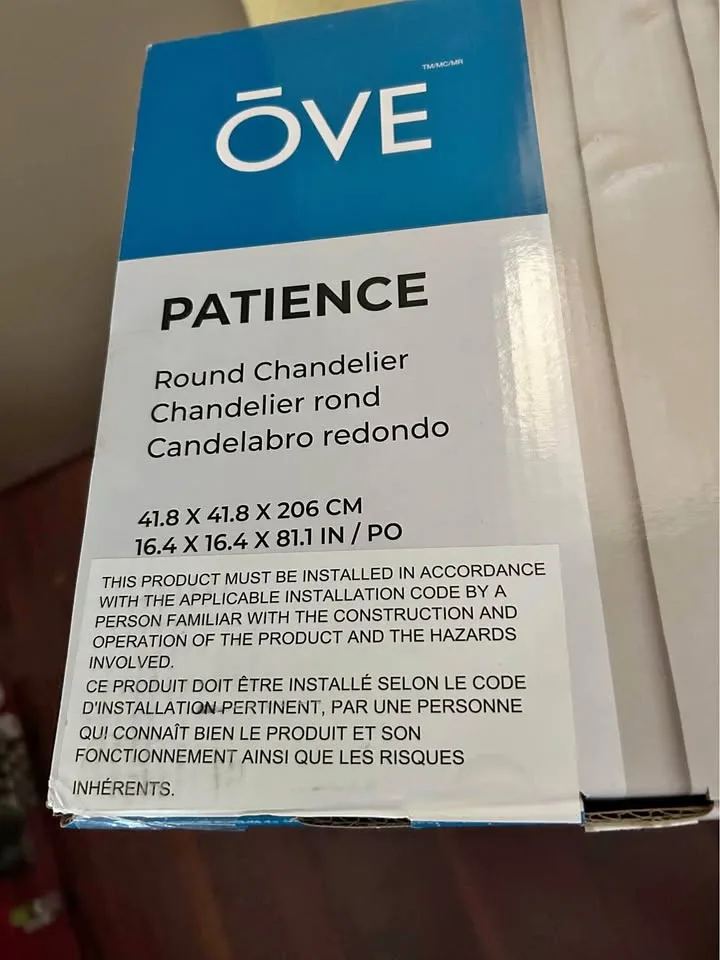 TM/MC/MR
ŌVE
PATIENCE
Round Chandelier
Chandelier rond
Candelabro redondo
41.8 X 41.8 X 206 CM
16.4 X 16.4 X 81.1 IN / PO
THIS PRODUCT MUST BE INSTALLED IN ACCORDANCE
WITH THE APPLICABLE INSTALLATION CODE BY A
PERSON FAMILIAR WITH THE CONSTRUCTION AND
OPERATION OF THE PRODUCT AND THE HAZARDS
INVOLVED.
CE PRODUIT DOIT ÊTRE INSTALLÉ SELON LE CODE
D'INSTALLATION PERTINENT, PAR UNE PERSONNE
QUI CONNAÎT BIEN LE PRODUIT ET SON
FONCTIONNEMENT AINSI QUE LES RISQUES
INHÉRENTS.